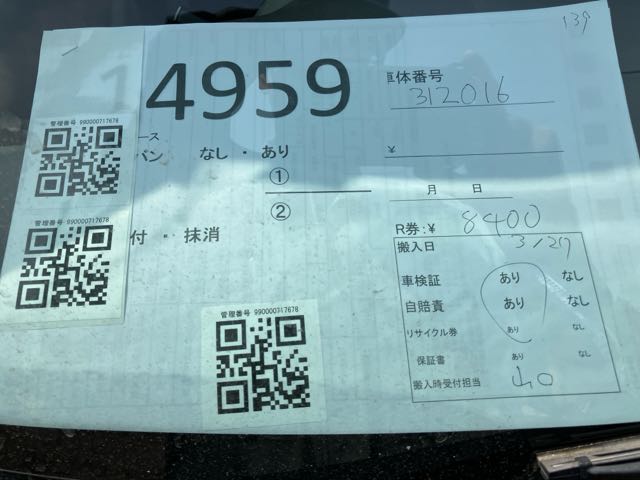 139
14959
車体番号
312016
管理番号 990000717678
ース
バン なし・あり
¥
①
月 日
②
管理番号 990000717678
R券:¥ 8400
付・抹消
搬入日 3/27
車検証 あり なし
自賠責 あり なし
リサイクル券 あり なし
保証書 あり なし
搬入時受付担当 山口
管理番号 990000317678